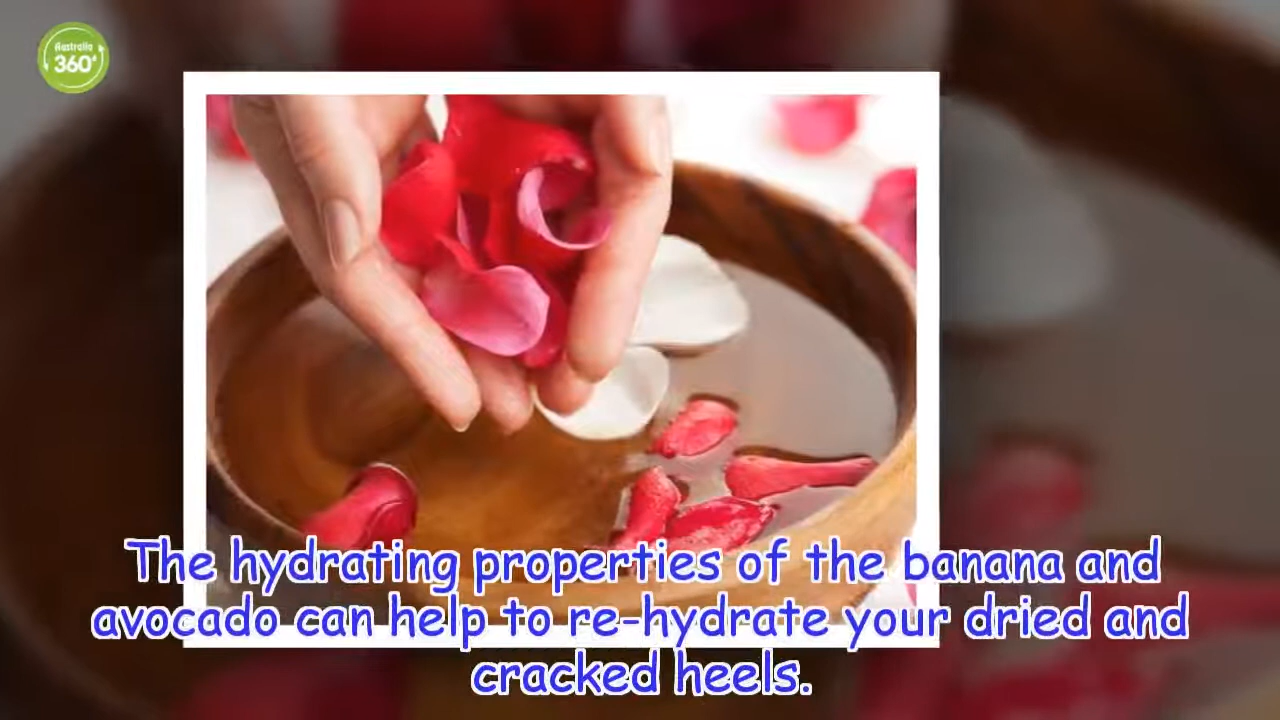 Australia
360°
The hydrating properties of the banana and
avocado can help to re-hydrate your dried and
cracked heels.